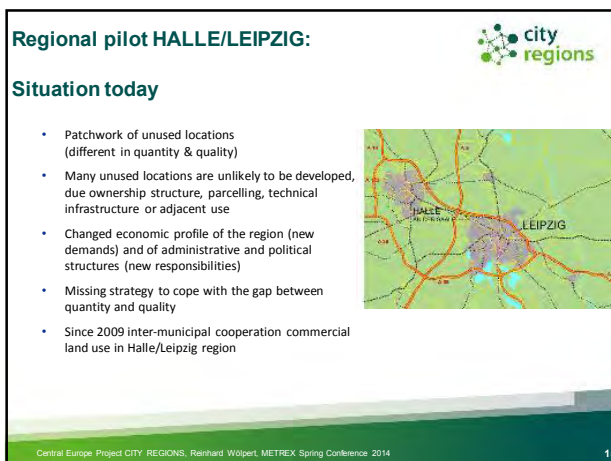 Regional pilot HALLE/LEIPZIG:
city
regions
Situation today
• Patchwork of unused locations
(different in quantity & quality)
• Many unused locations are unlikely to be developed,
due ownership structure, parcelling, technical
infrastructure or adjacent use
• Changed economic profile of the region (new
demands) and of administrative and political
structures (new responsibilities)
• Missing strategy to cope with the gap between
quantity and quality
• Since 2009 inter-municipal cooperation commercial
land use in Halle/Leipzig region
HALLE
LEIPZIG
Central Europe Project CITY REGIONS, Reinhard Wölpert, METREX Spring Conference 2014